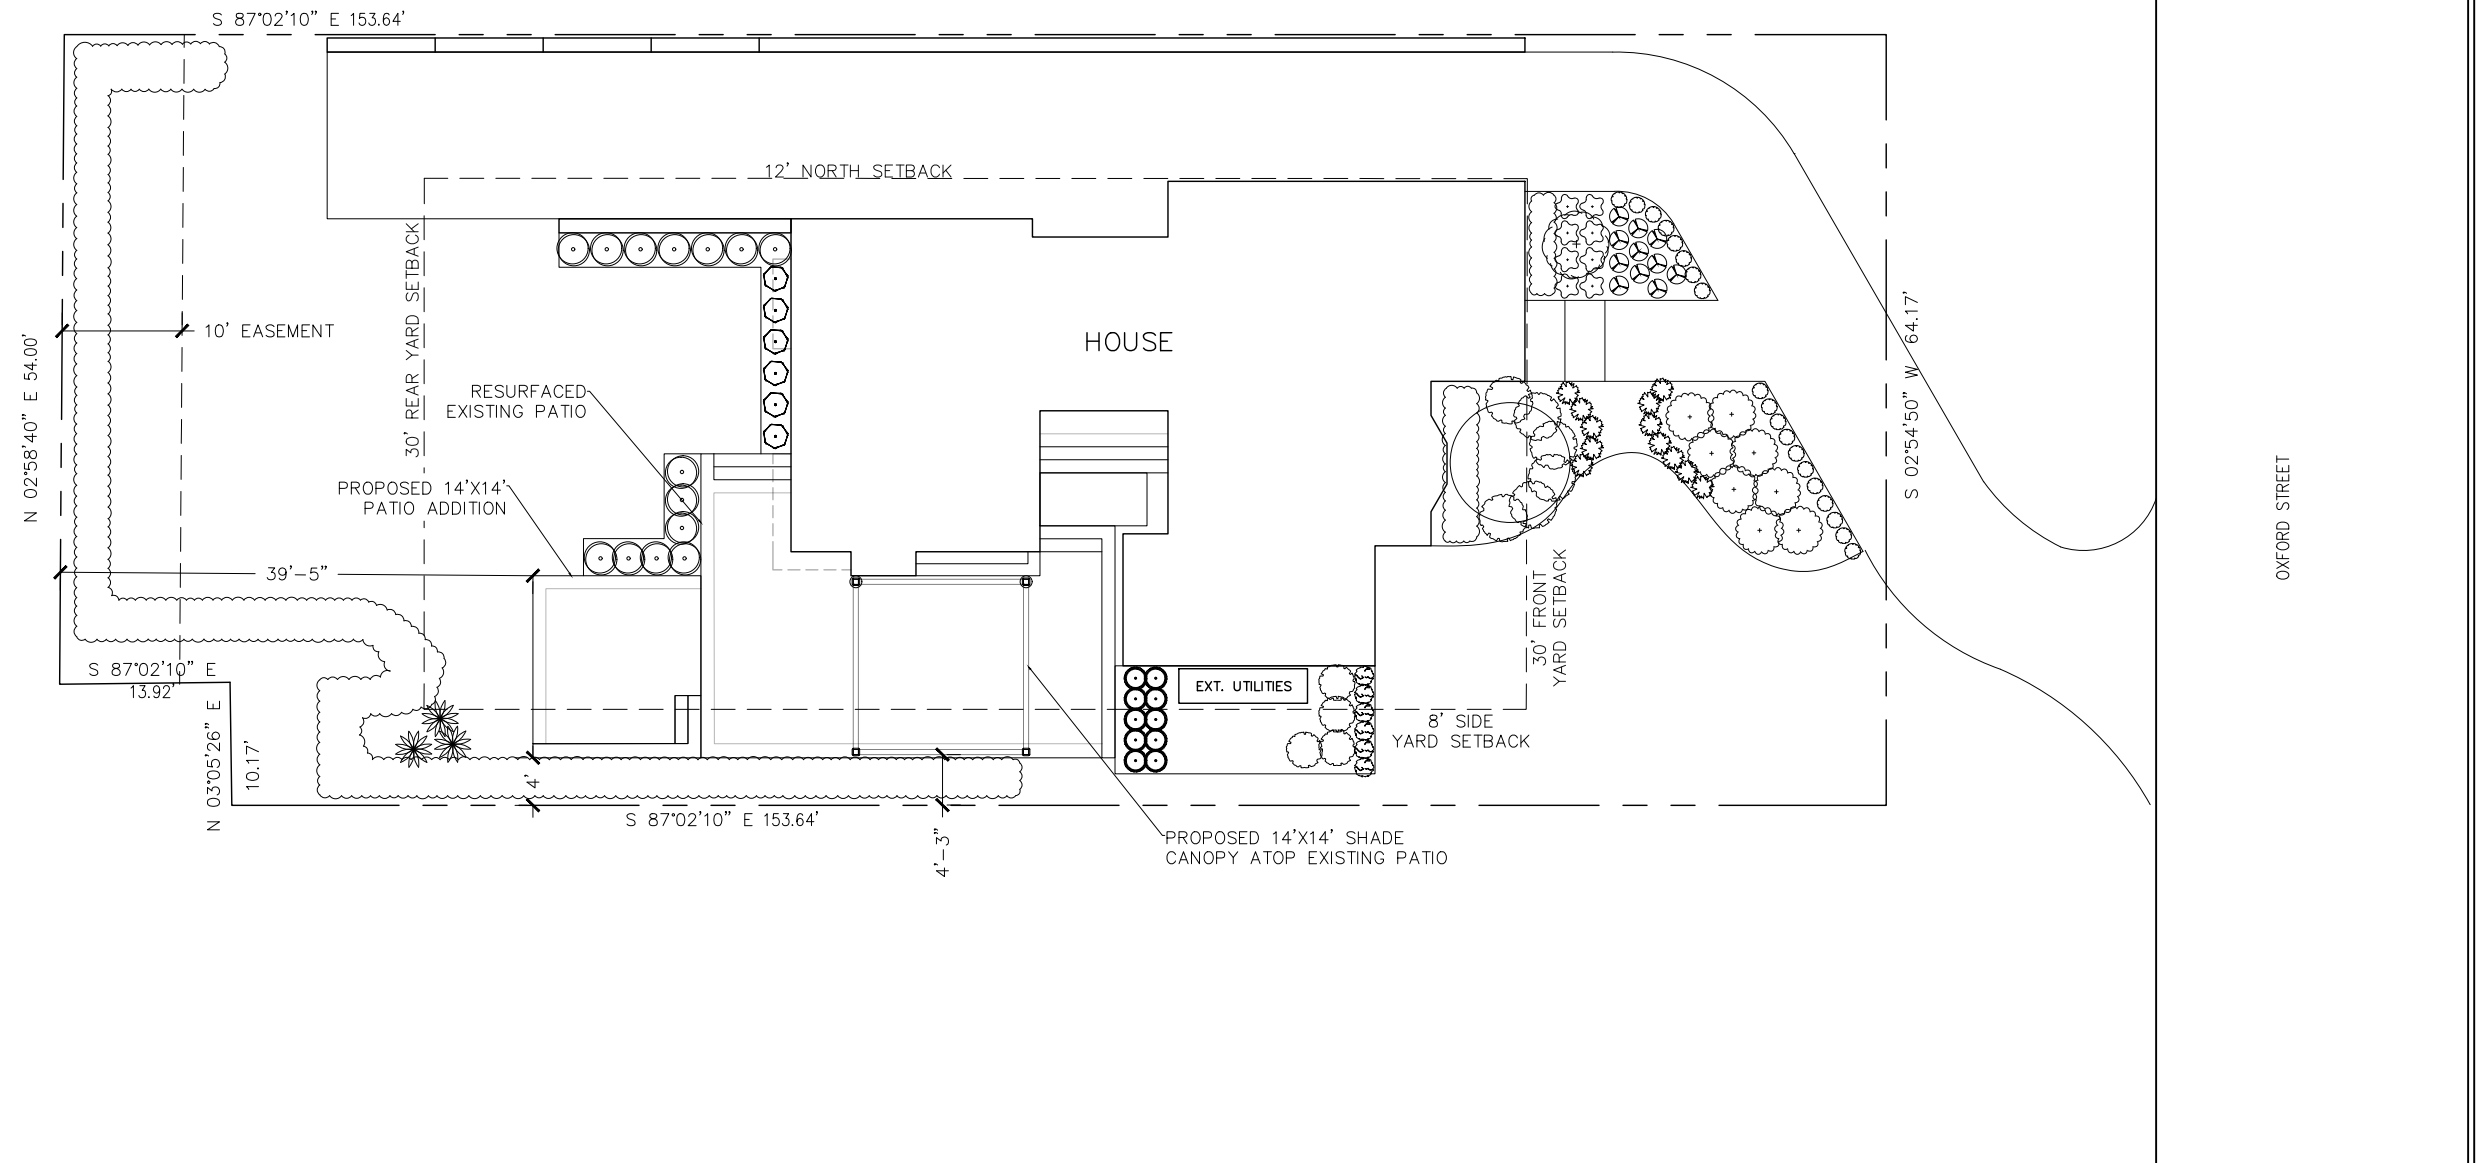 S 87°02'10" E 153.64'
12' NORTH SETBACK
30' REAR YARD SETBACK
10' EASEMENT
N 02°58'40" E 54.00'
HOUSE
S 02°54'50" W 64.17'
RESURFACED
EXISTING PATIO
PROPOSED 14'X14'
PATIO ADDITION
OXFORD STREET
39'-5"
30' FRONT
YARD SETBACK
S 87°02'10" E
13.92'
EXT. UTILITIES
N 03°05'26" E
10.17'
8' SIDE
YARD SETBACK
4'
S 87°02'10" E 153.64'
4'-3"
PROPOSED 14'X14' SHADE
CANOPY ATOP EXISTING PATIO